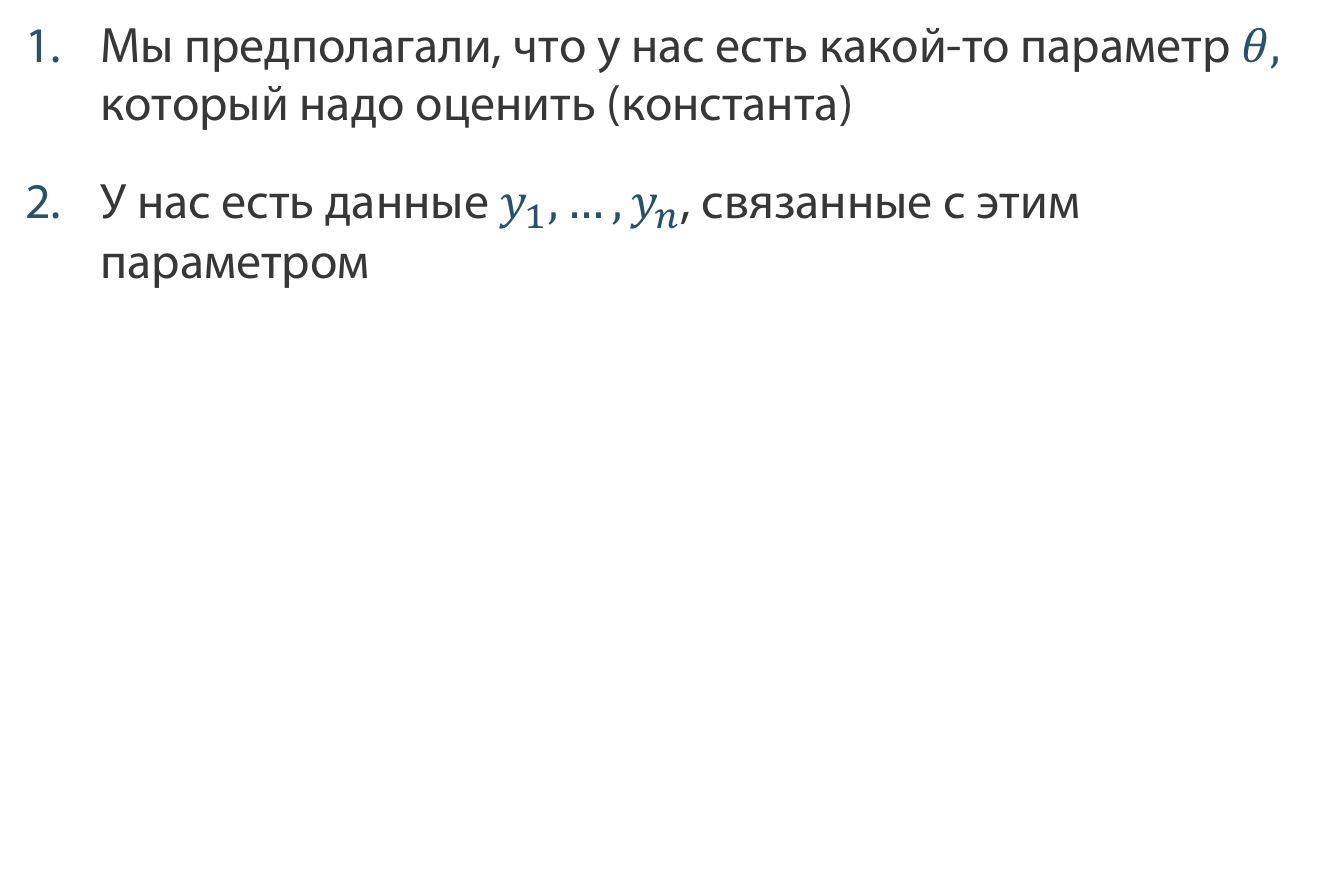 1. Мы предполагали, что у нас есть какой-то параметр θ,
который надо оценить (константа)
2. У нас есть данные y₁, … , yₙ, связанные с этим
параметром